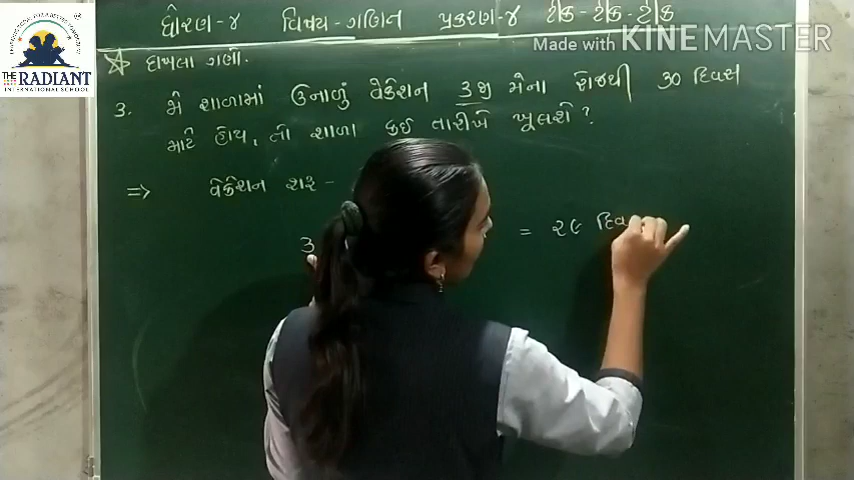 ધોરણ-૪ વિષય-ગણિત પ્રકરણ-૪ ટીક-ટીક-ટીક
Made with KINEMASTER
THE RADIANT
INTERNATIONAL SCHOOL
દાખલા ગણો.
3. મે શાળામાં ઉનાળું વેકેશન ૩જી મેના રોજથી ૩૦ દિવસ
માટે હોય, તો શાળા કઈ તારીખે ખૂલશે?
=> વેકેશન શરૂ -
૩ = ૨૯ દિવ